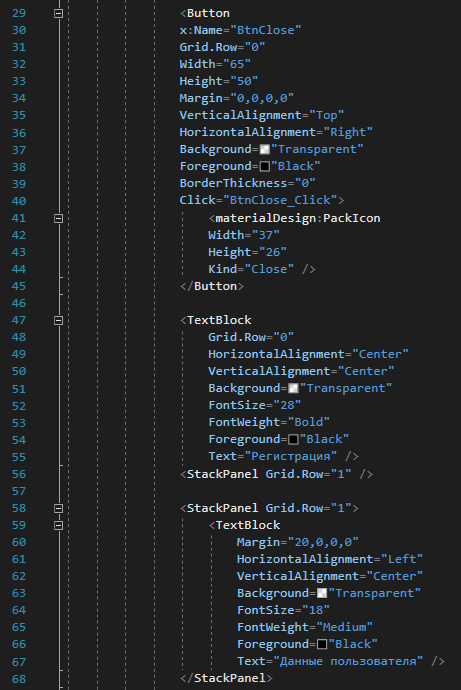 29 <Button
30 x:Name="BtnClose"
31 Grid.Row="0"
32 Width="65"
33 Height="50"
34 Margin="0,0,0,0"
35 VerticalAlignment="Top"
36 HorizontalAlignment="Right"
37 Background="Transparent"
38 Foreground="Black"
39 BorderThickness="0"
40 Click="BtnClose_Click">
41 <materialDesign:PackIcon
42 Width="37"
43 Height="26"
44 Kind="Close" />
45 </Button>
46
47 <TextBlock
48 Grid.Row="0"
49 HorizontalAlignment="Center"
50 VerticalAlignment="Center"
51 Background="Transparent"
52 FontSize="28"
53 FontWeight="Bold"
54 Foreground="Black"
55 Text="Регистрация" />
56 <StackPanel Grid.Row="1" />
57
58 <StackPanel Grid.Row="1">
59 <TextBlock
60 Margin="20,0,0,0"
61 HorizontalAlignment="Left"
62 VerticalAlignment="Center"
63 Background="Transparent"
64 FontSize="18"
65 FontWeight="Medium"
66 Foreground="Black"
67 Text="Данные пользователя" />
68 </StackPanel>